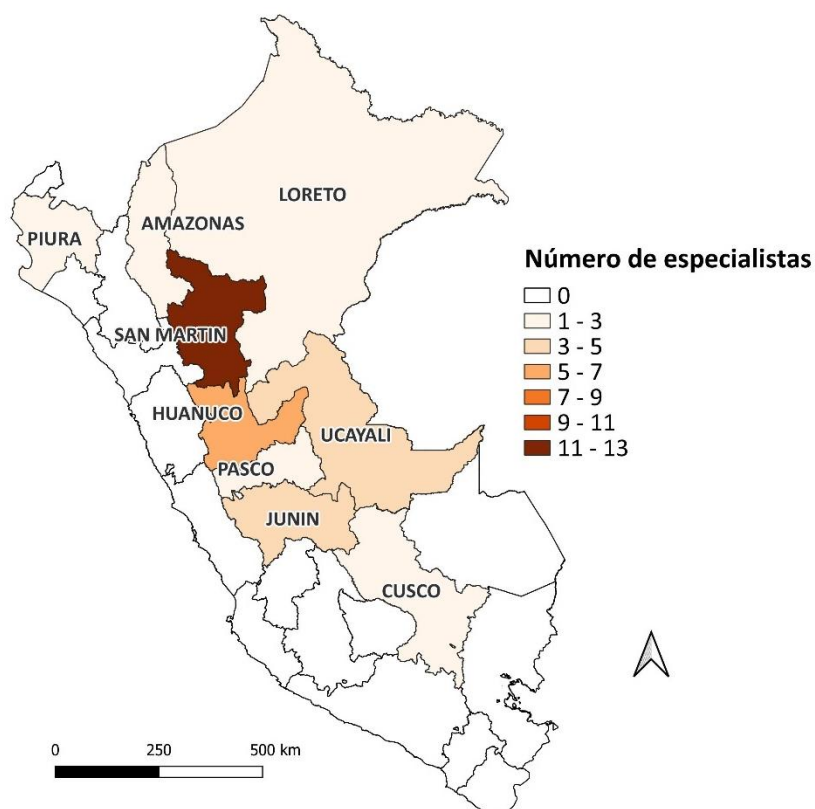 LORETO
AMAZONAS
PIURA
SAN MARTIN
HUANUCO
UCAYALI
PASCO
JUNIN
CUSCO
Número de especialistas
0
1 - 3
3 - 5
5 - 7
7 - 9
9 - 11
11 - 13
0 250 500 km